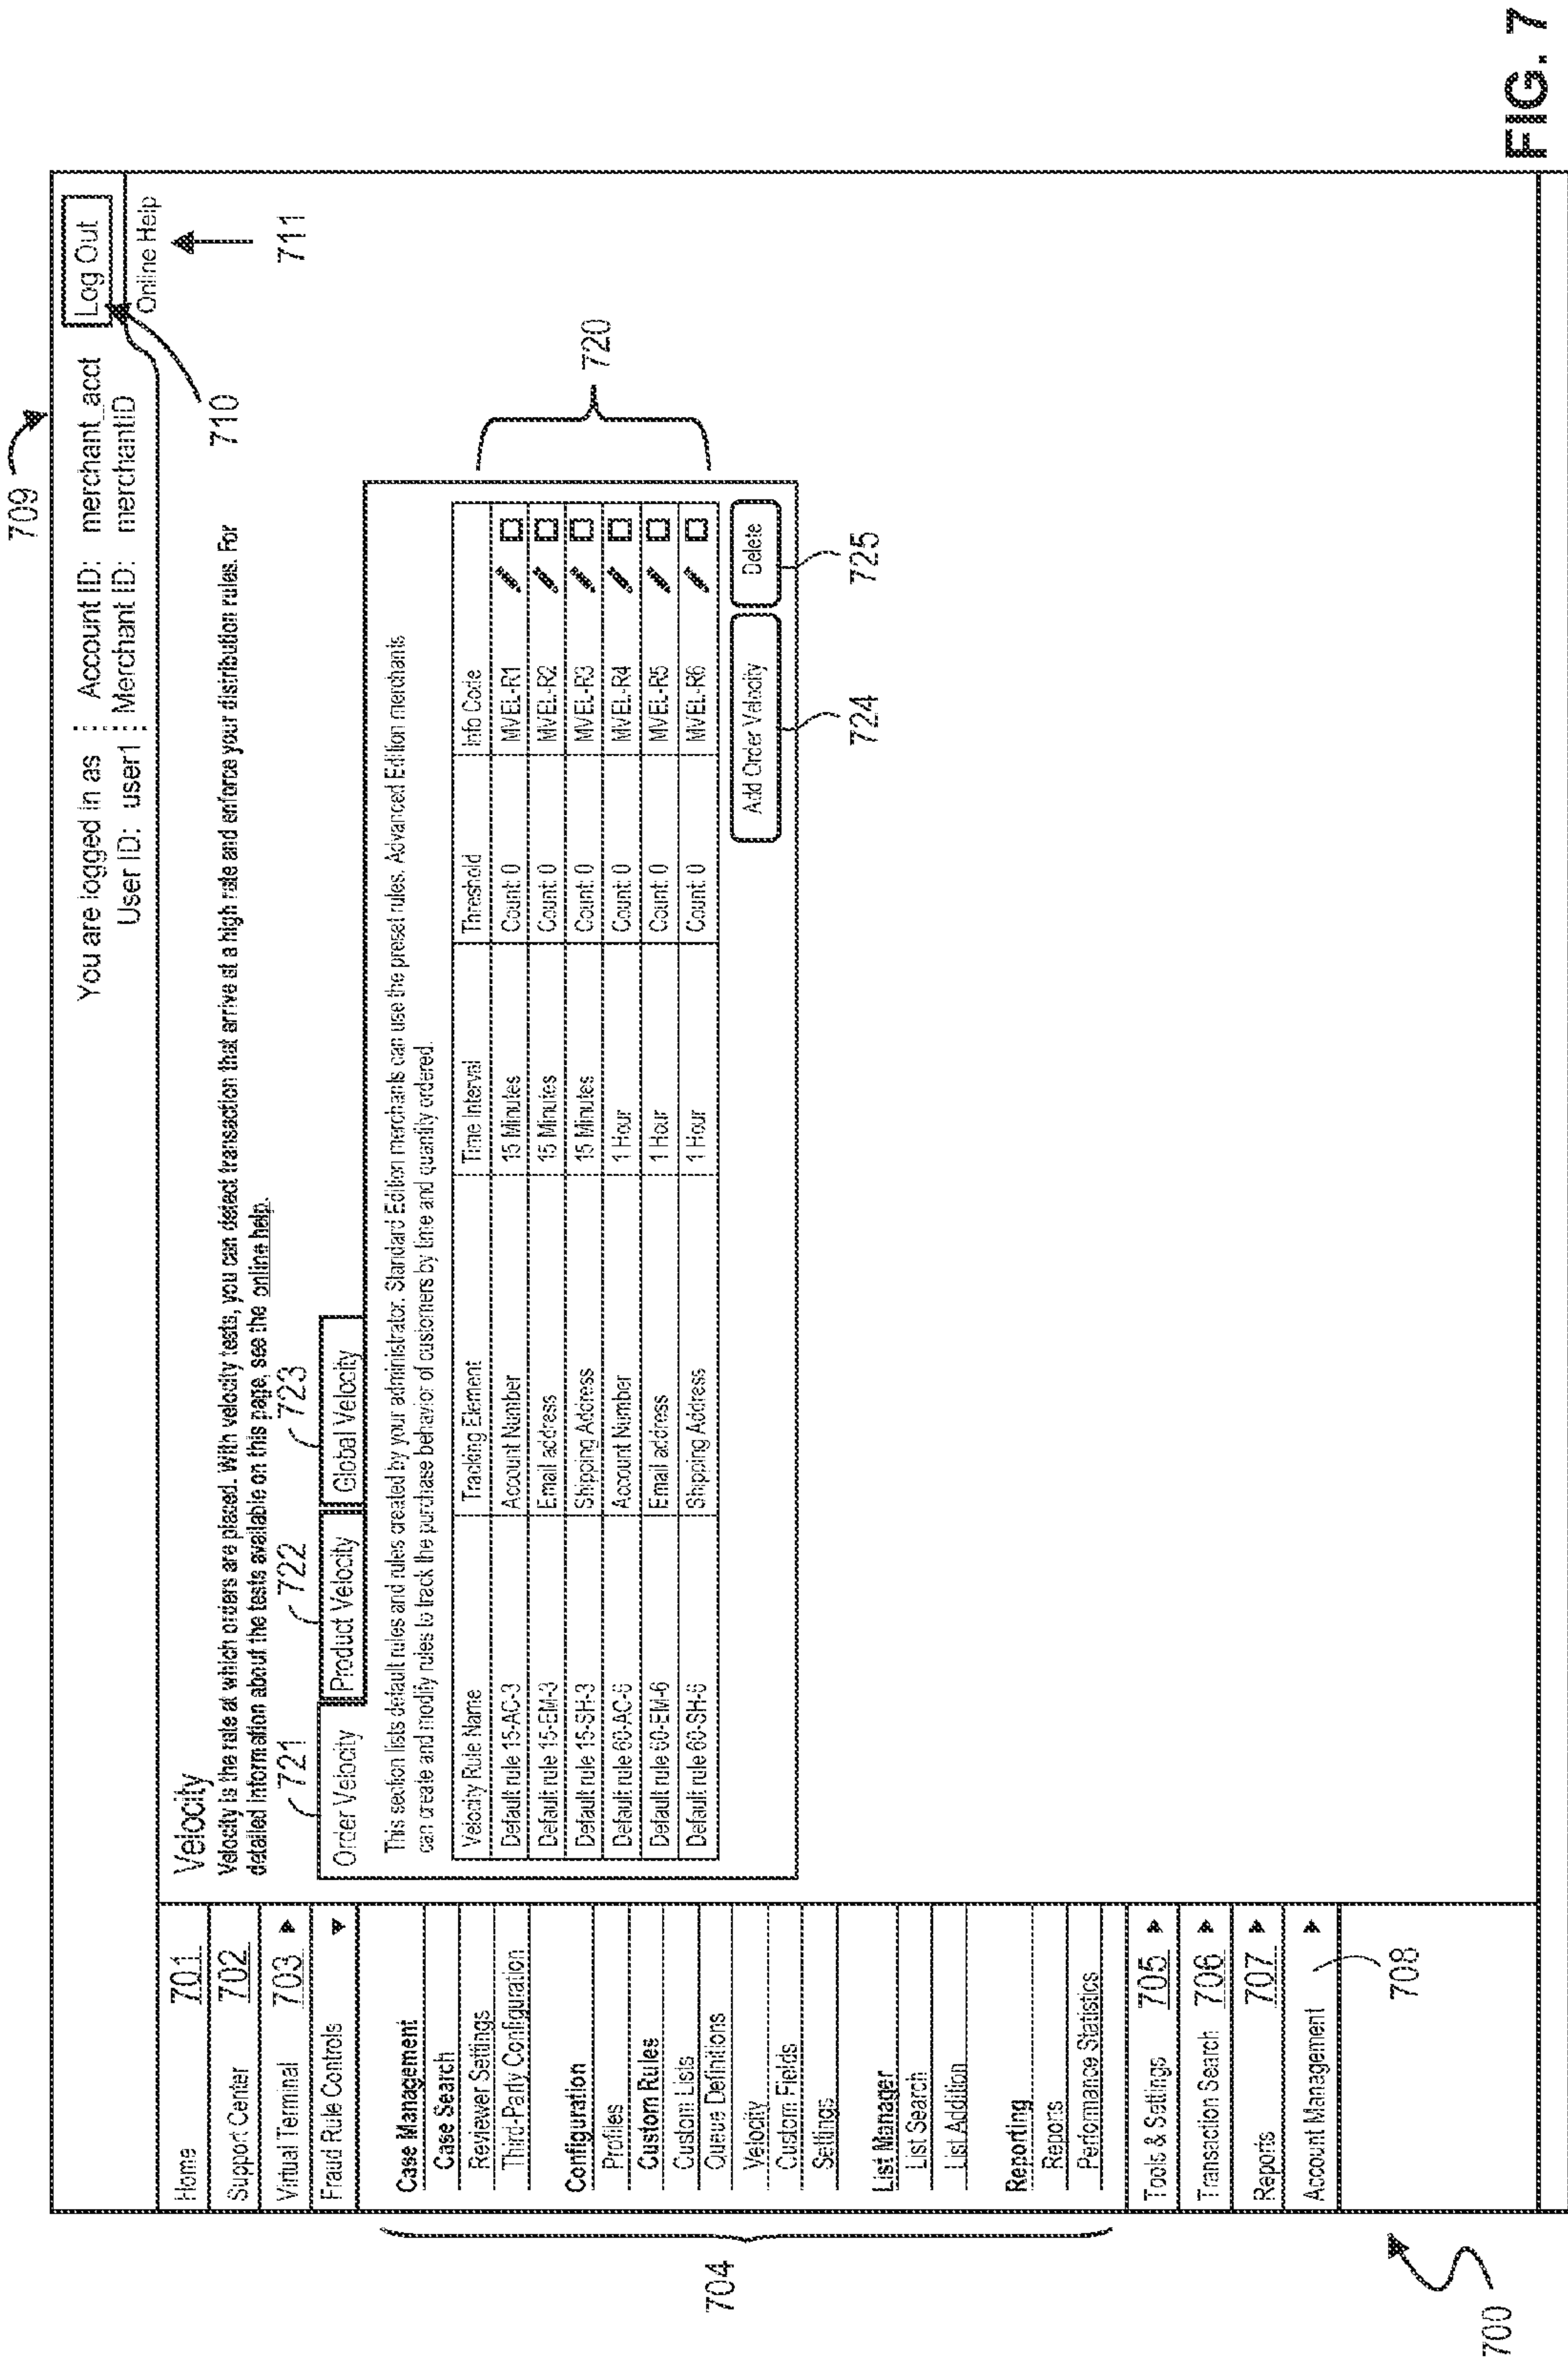 709
You are logged in as
User ID: user1
Account ID: merchant_acct
Merchant ID: merchantID
Log Out
Online Help
710
711
Home 701
Support Center 702
Virtual Terminal 703
Fraud Rule Controls
Case Management
Case Search
Reviewer Settings
Third-Party Configuration
Configuration
Profiles
Custom Rules
Custom Lists
Queue Definitions
Velocity
Custom Fields
Settings
List Manager
List Search
List Addition
Reporting
Reports
Performance Statistics
704
Tools & Settings 705
Transaction Search 706
Reports 707
Account Management
708
700
Velocity
Velocity is the rate at which orders are placed. With velocity tests, you can detect transaction that arrive at a high rate and enforce your distribution rules. For
detailed information about the tests available on this page, see the online help.
721
722
723
Order Velocity Product Velocity Global Velocity
This section lists default rules and rules created by your administrator. Standard Edition merchants can use the preset rules. Advanced Edition merchants
can create and modify rules to track the purchase behavior of customers by time and quantity ordered.
Velocity Rule Name Tracking Element Time Interval Threshold Info Code
Default rule 15-AC-3 Account Number 15 Minutes Count: 0 MVEL-R1
Default rule 15-EM-3 Email address 15 Minutes Count: 0 MVEL-R2
Default rule 15-SH-3 Shipping Address 15 Minutes Count: 0 MVEL-R3
Default rule 60-AC-6 Account Number 1 Hour Count: 0 MVEL-R4
Default rule 60-EM-6 Email address 1 Hour Count: 0 MVEL-R5
Default rule 60-SH-6 Shipping Address 1 Hour Count: 0 MVEL-R6
720
Add Order Velocity Delete
724
725
FIG. 7